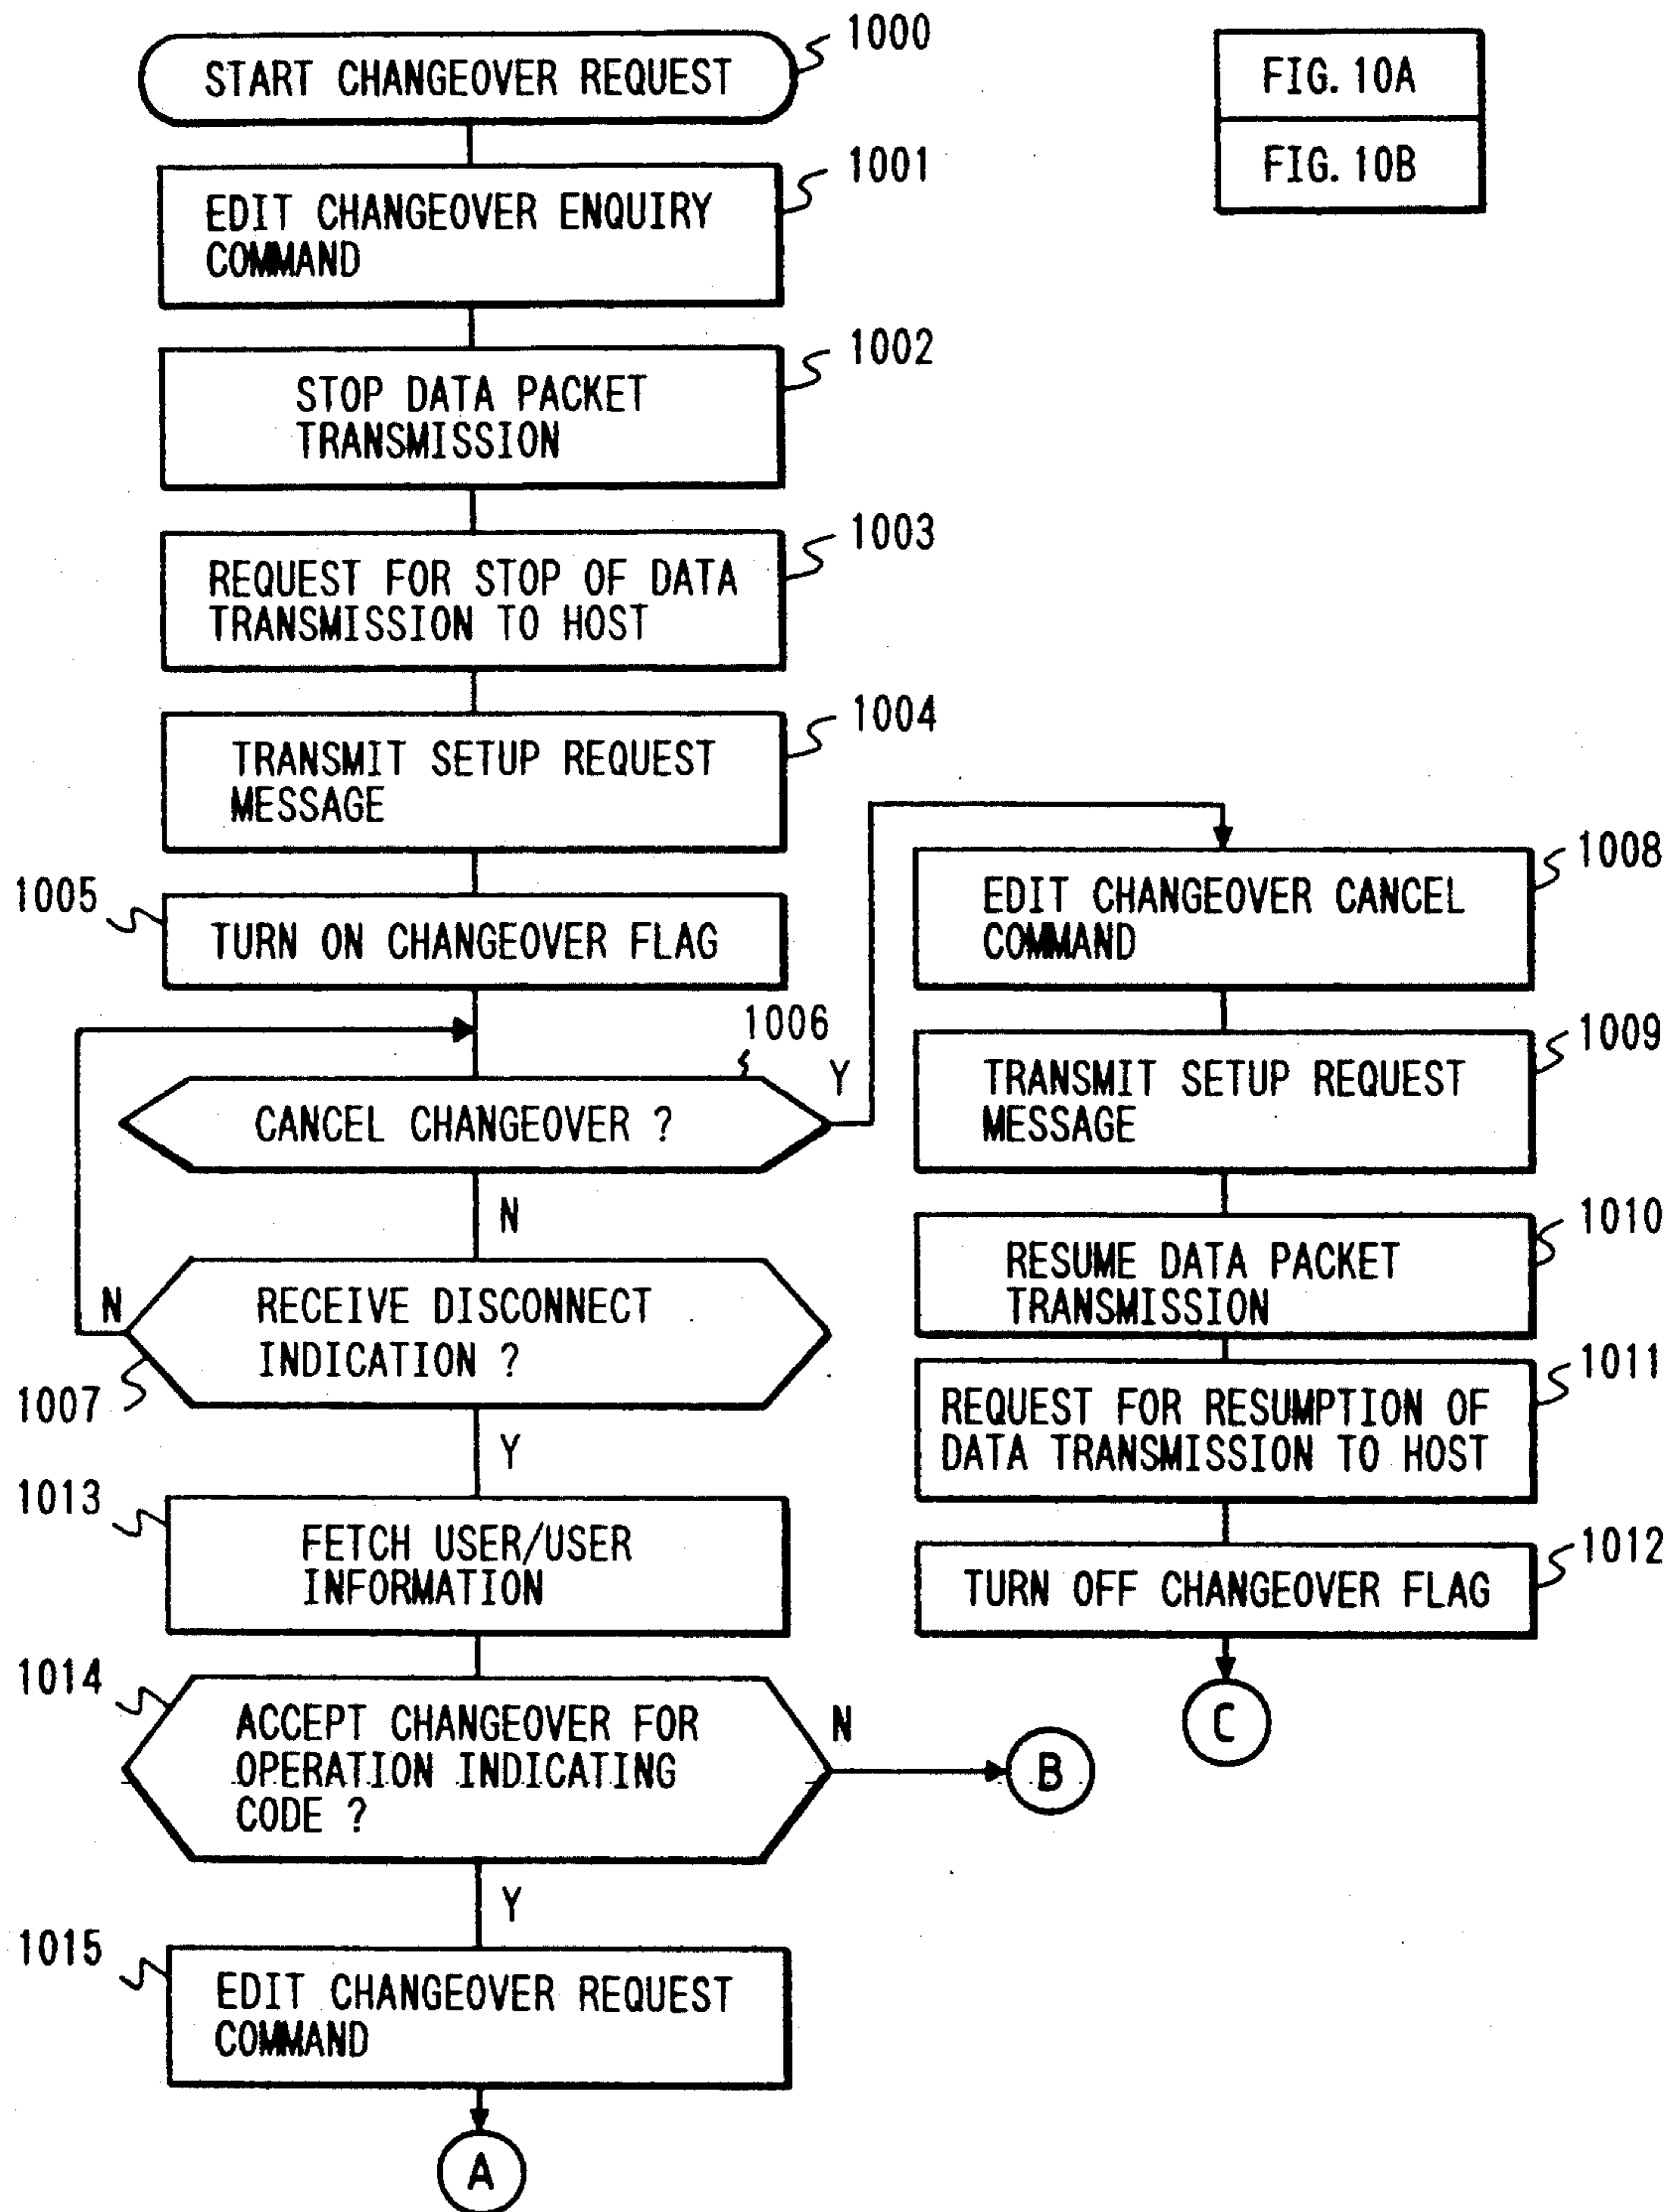 START CHANGEOVER REQUEST
1000
FIG. 10A
FIG. 10B
EDIT CHANGEOVER ENQUIRY
COMMAND
1001
STOP DATA PACKET
TRANSMISSION
1002
REQUEST FOR STOP OF DATA
TRANSMISSION TO HOST
1003
TRANSMIT SETUP REQUEST
MESSAGE
1004
1005
TURN ON CHANGEOVER FLAG
1006
CANCEL CHANGEOVER ?
Y
N
RECEIVE DISCONNECT
INDICATION ?
N
1007
Y
1008
EDIT CHANGEOVER CANCEL
COMMAND
1009
TRANSMIT SETUP REQUEST
MESSAGE
1010
RESUME DATA PACKET
TRANSMISSION
1011
REQUEST FOR RESUMPTION OF
DATA TRANSMISSION TO HOST
1012
TURN OFF CHANGEOVER FLAG
C
1013
FETCH USER/USER
INFORMATION
1014
ACCEPT CHANGEOVER FOR
OPERATION INDICATING
CODE ?
N
B
Y
1015
EDIT CHANGEOVER REQUEST
COMMAND
A